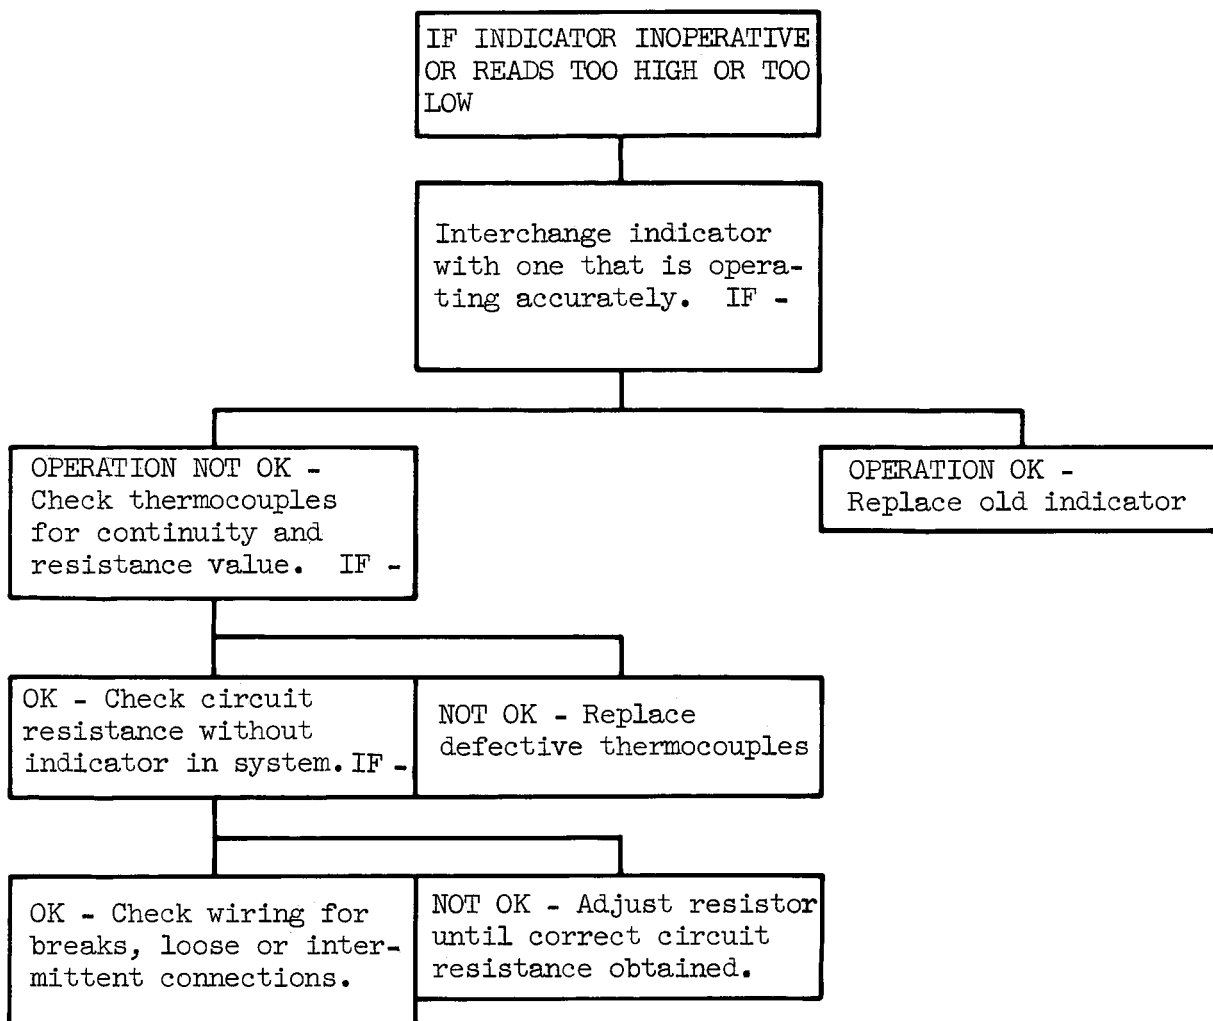 IF INDICATOR INOPERATIVE
OR READS TOO HIGH OR TOO
LOW
Interchange indicator
with one that is opera-
ting accurately. IF -
OPERATION NOT OK -
Check thermocouples
for continuity and
resistance value. IF -
OPERATION OK -
Replace old indicator
OK - Check circuit
resistance without
indicator in system. IF -
NOT OK - Replace
defective thermocouples
OK - Check wiring for
breaks, loose or inter-
mittent connections.
NOT OK - Adjust resistor
until correct circuit
resistance obtained.